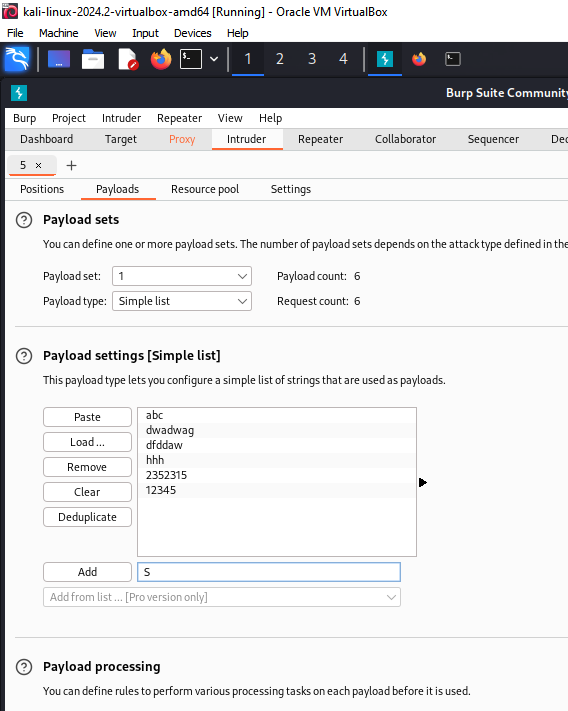 kali-linux-2024.2-virtualbox-amd64 [Running] - Oracle VM VirtualBox
File Machine View Input Devices Help
1 2 3 4
Burp Suite Community
Burp Project Intruder Repeater View Help
Dashboard Target Proxy Intruder Repeater Collaborator Sequencer Dec
5 × +
Positions Payloads Resource pool Settings
? Payload sets
You can define one or more payload sets. The number of payload sets depends on the attack type defined in the
Payload set: 1 Payload count: 6
Payload type: Simple list Request count: 6
? Payload settings [Simple list]
This payload type lets you configure a simple list of strings that are used as payloads.
Paste
Load ...
Remove
Clear
Deduplicate
abc
dwadwag
dfddaw
hhh
2352315
12345
Add S
Add from list ... [Pro version only]
? Payload processing
You can define rules to perform various processing tasks on each payload before it is used.